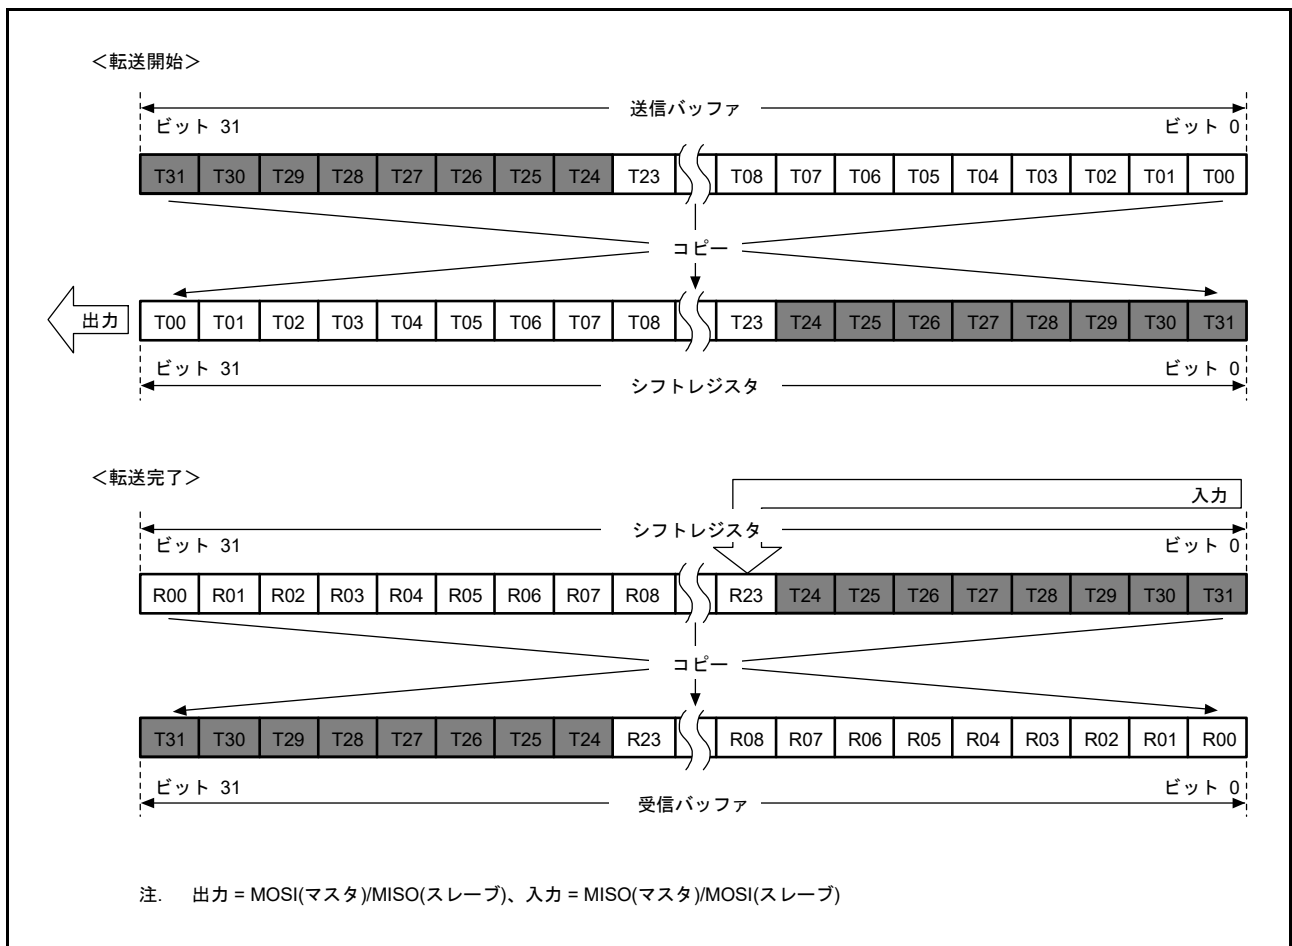 ＜転送開始＞
送信バッファ
ビット 31 ビット 0
T31 T30 T29 T28 T27 T26 T25 T24 T23 T08 T07 T06 T05 T04 T03 T02 T01 T00
コピー
出力 T00 T01 T02 T03 T04 T05 T06 T07 T08 T23 T24 T25 T26 T27 T28 T29 T30 T31
ビット 31 ビット 0
シフトレジスタ
＜転送完了＞
入力
シフトレジスタ
ビット 31 ビット 0
R00 R01 R02 R03 R04 R05 R06 R07 R08 R23 T24 T25 T26 T27 T28 T29 T30 T31
コピー
T31 T30 T29 T28 T27 T26 T25 T24 R23 R08 R07 R06 R05 R04 R03 R02 R01 R00
ビット 31 ビット 0
受信バッファ
注. 出力 = MOSI(マスタ)/MISO(スレーブ)、入力 = MISO(マスタ)/MOSI(スレーブ)